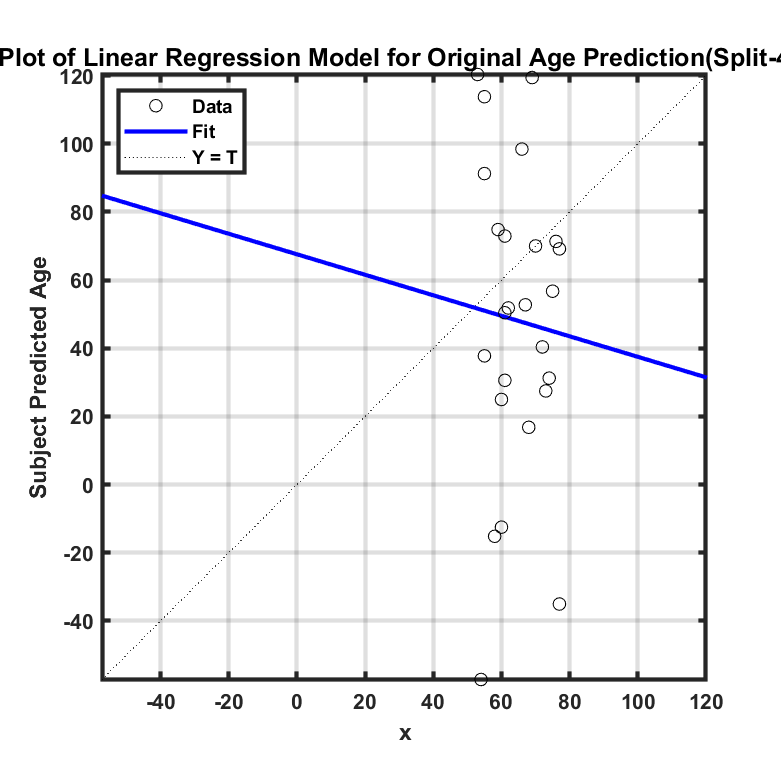 Plot of Linear Regression Model for Original Age Prediction(Split-4
120
100
80
60
40
20
0
-20
-40
Subject Predicted Age
Data
Fit
Y = T
-40 -20 0 20 40 60 80 100 120
x